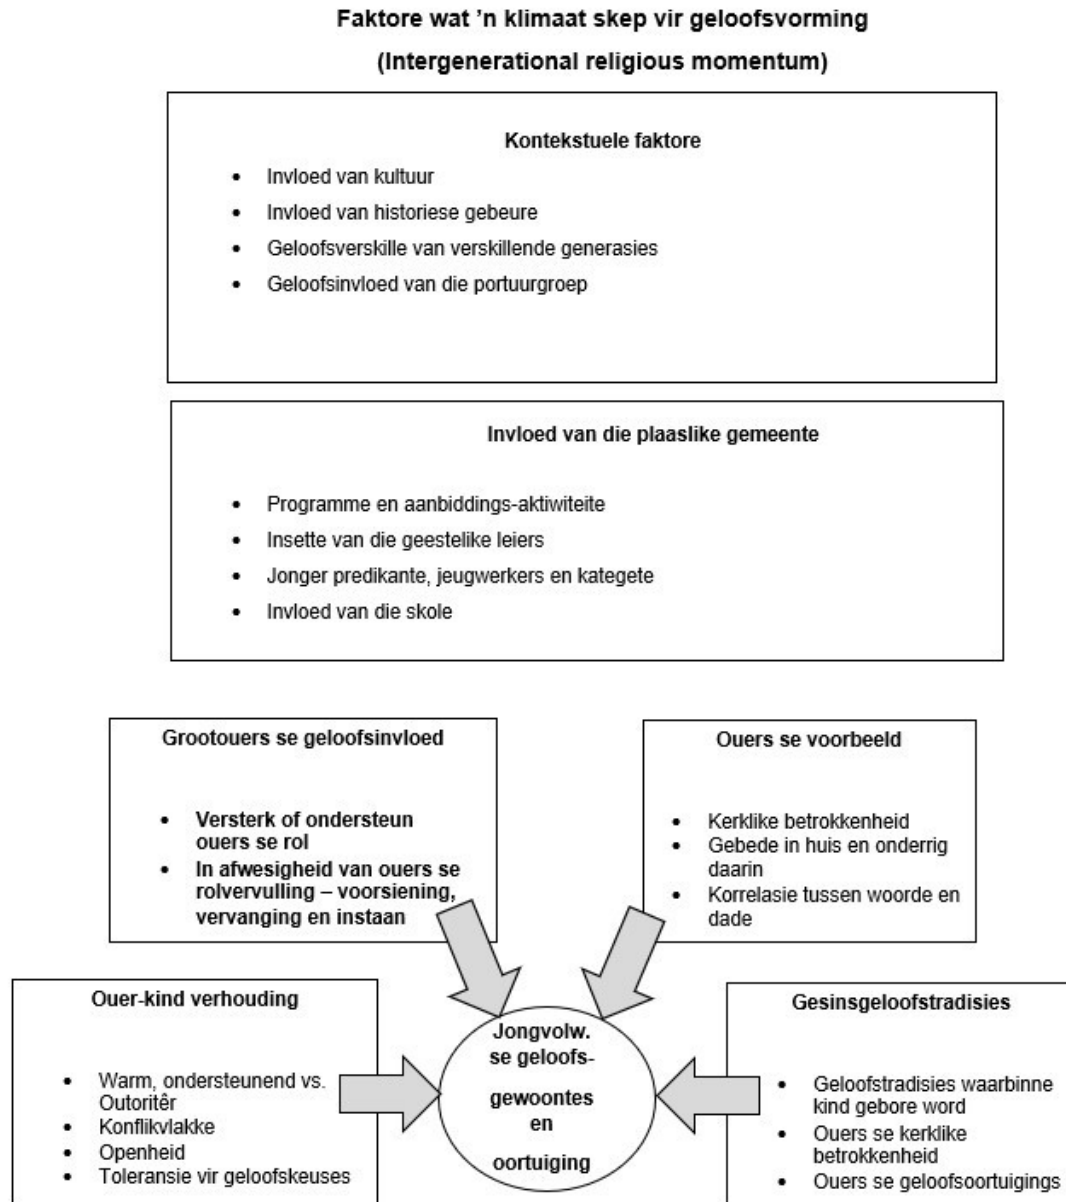 Faktore wat ’n klimaat skep vir geloofsvorming
(Intergenerational religious momentum)
Kontekstuele faktore
• Invloed van kultuur
• Invloed van historiese gebeure
• Geloofsverskille van verskillende generasies
• Geloofsinvloed van die portuurgroep
Invloed van die plaaslike gemeente
• Programme en aanbiddings-aktiwiteite
• Insette van die geestelike leiers
• Jonger predikante, jeugwerkers en kategete
• Invloed van die skole
Grootouers se geloofsinvloed
• Versterk of ondersteun
ouers se rol
• In afwesigheid van ouers se
rolvervulling – voorsiening,
vervanging en instaan
Ouers se voorbeeld
• Kerklike betrokkenheid
• Gebede in huis en onderrig
daarin
• Korrelasie tussen woorde en
dade
Ouer-kind verhouding
• Warm, ondersteunend vs.
Outoritêr
• Konflikvlakke
• Openheid
• Toleransie vir geloofskeuses
Jongvolw.
se geloofs-
gewoontes
en
oortuiging
Gesinsgeloofstradisies
• Geloofstradisies waarbinne
kind gebore word
• Ouers se kerklike
betrokkenheid
• Ouers se geloofsoortuigings